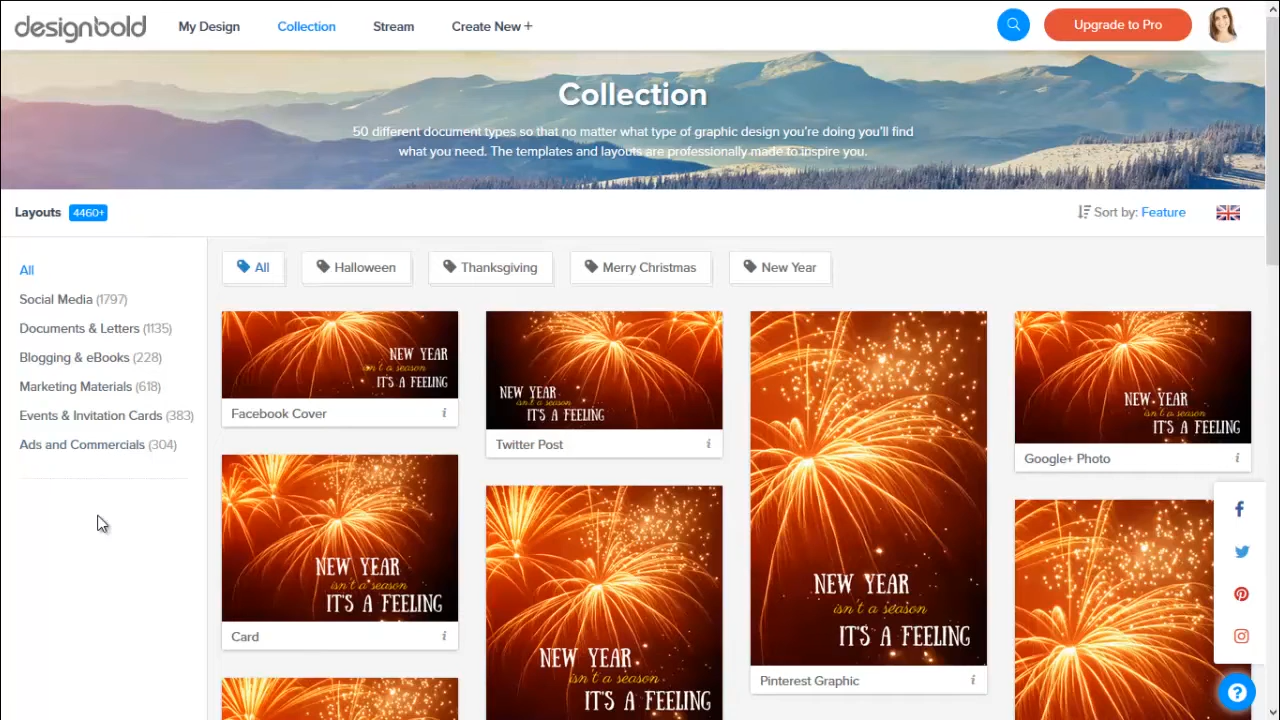 designbold
My Design
Collection
Stream
Create New +
Upgrade to Pro
Collection
50 different document types so that no matter what type of graphic design you're doing you'll find
what you need. The templates and layouts are professionally made to inspire you.
Layouts 4460+
Sort by: Feature
All
Social Media (1797)
Documents & Letters (1135)
Blogging & eBooks (228)
Marketing Materials (618)
Events & Invitation Cards (383)
Ads and Commercials (304)
All
Halloween
Thanksgiving
Merry Christmas
New Year
NEW YEAR
isn't a season
IT'S A FEELING
Facebook Cover
NEW YEAR
isn't a season
IT'S A FEELING
Twitter Post
NEW YEAR
isn't a season
IT'S A FEELING
Pinterest Graphic
NEW YEAR
isn't a season
IT'S A FEELING
Google+ Photo
NEW YEAR
isn't a season
IT'S A FEELING
Card
NEW YEAR
isn't a season
IT'S A FEELING